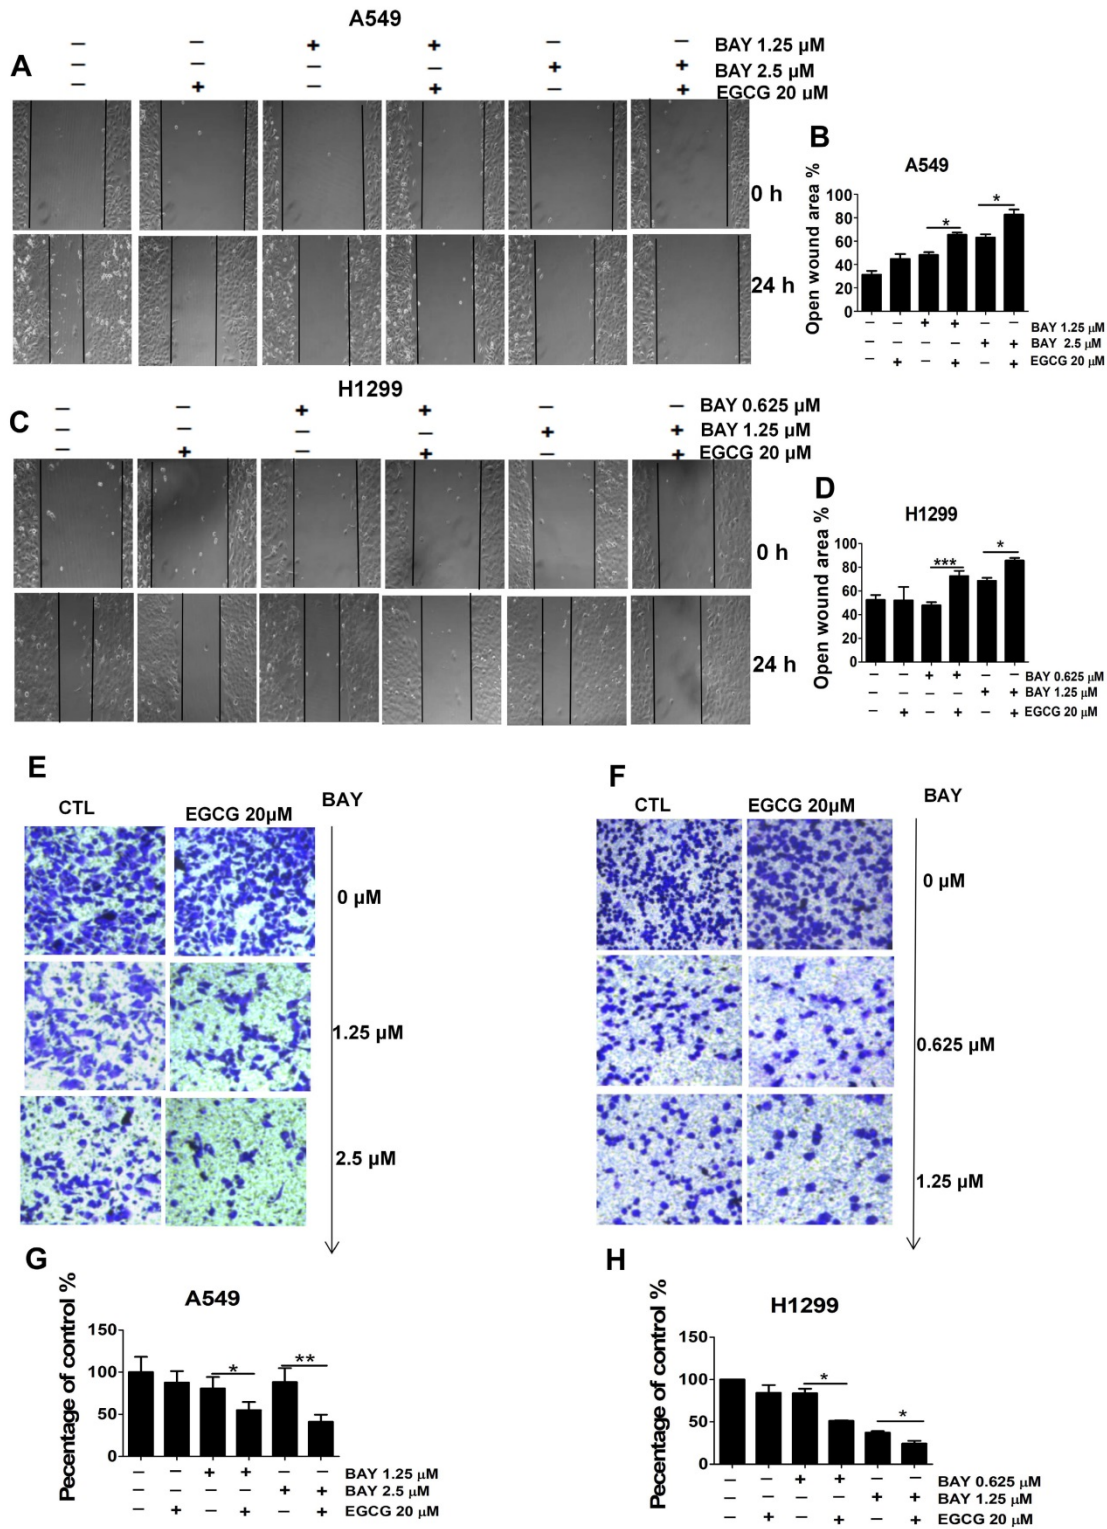 A549
A
– – + + – – BAY 1.25 µM
– – – – + + BAY 2.5 µM
– + – + – + EGCG 20 µM
0 h
24 h
B
A549
Open wound area %
100
80
60
40
20
0
* *
– – + + – – BAY 1.25 µM
– – – – + + BAY 2.5 µM
– + – + – + EGCG 20 µM
H1299
C
– – + + – – BAY 0.625 µM
– – – – + + BAY 1.25 µM
– + – + – + EGCG 20 µM
0 h
24 h
D
H1299
Open wound area %
100
80
60
40
20
0
*** *
– – + + – – BAY 0.625 µM
– – – – + + BAY 1.25 µM
– + – + – + EGCG 20 µM
E
CTL EGCG 20µM BAY
0 µM
1.25 µM
2.5 µM
F
CTL EGCG 20µM BAY
0 µM
0.625 µM
1.25 µM
G
A549
Pecentage of control %
150
100
50
0
* **
– – + + – – BAY 1.25 µM
– – – – + + BAY 2.5 µM
– + – + – + EGCG 20 µM
H
H1299
Pecentage of control %
150
100
50
0
* *
– – + + – – BAY 0.625 µM
– – – – + + BAY 1.25 µM
– + – + – + EGCG 20 µM